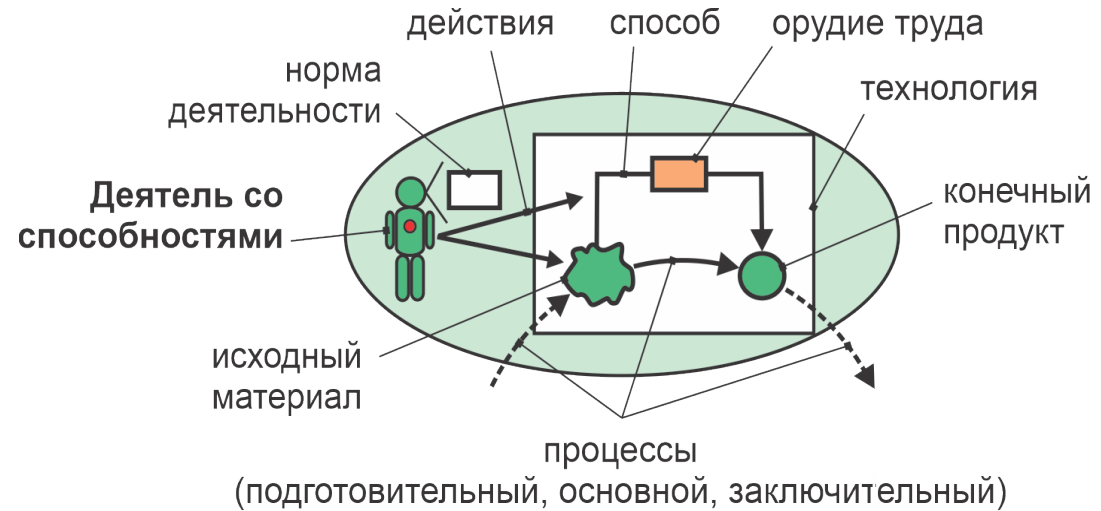 действия
способ
орудие труда
норма
деятельности
технология
Деятель со
способностями
конечный
продукт
исходный
материал
процессы
(подготовительный, основной, заключительный)